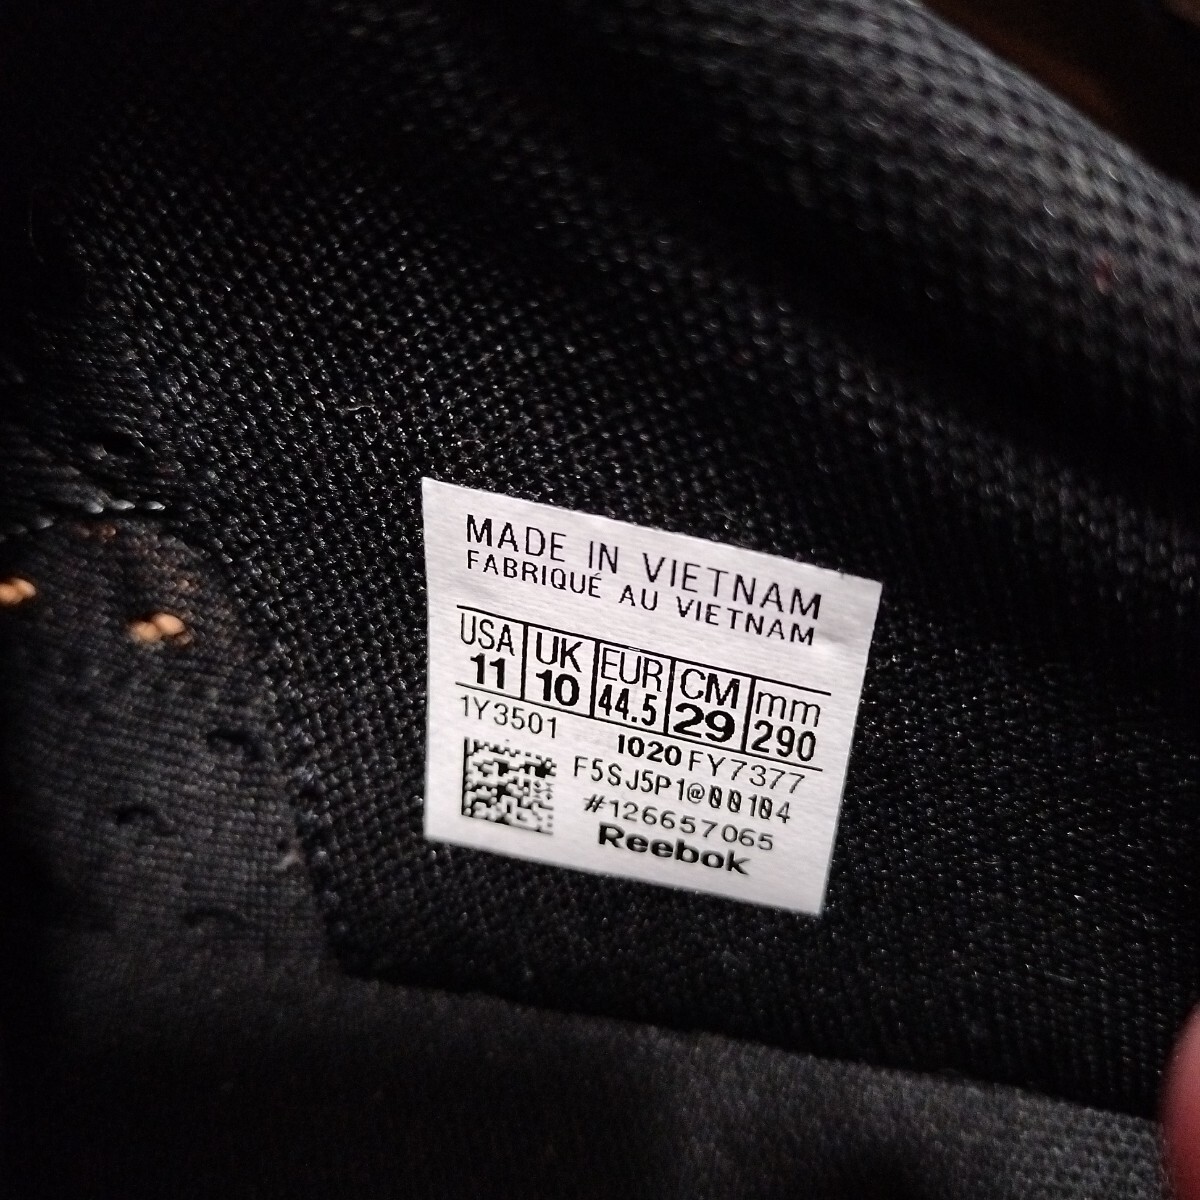 MADE IN VIETNAM
FABRIQUÉ AU VIETNAM
USA UK EUR CM mm
11 10 44.5 29 290
1Y3501 1020 FY7377
F5SJ5P1@00104
#126657065
Reebok